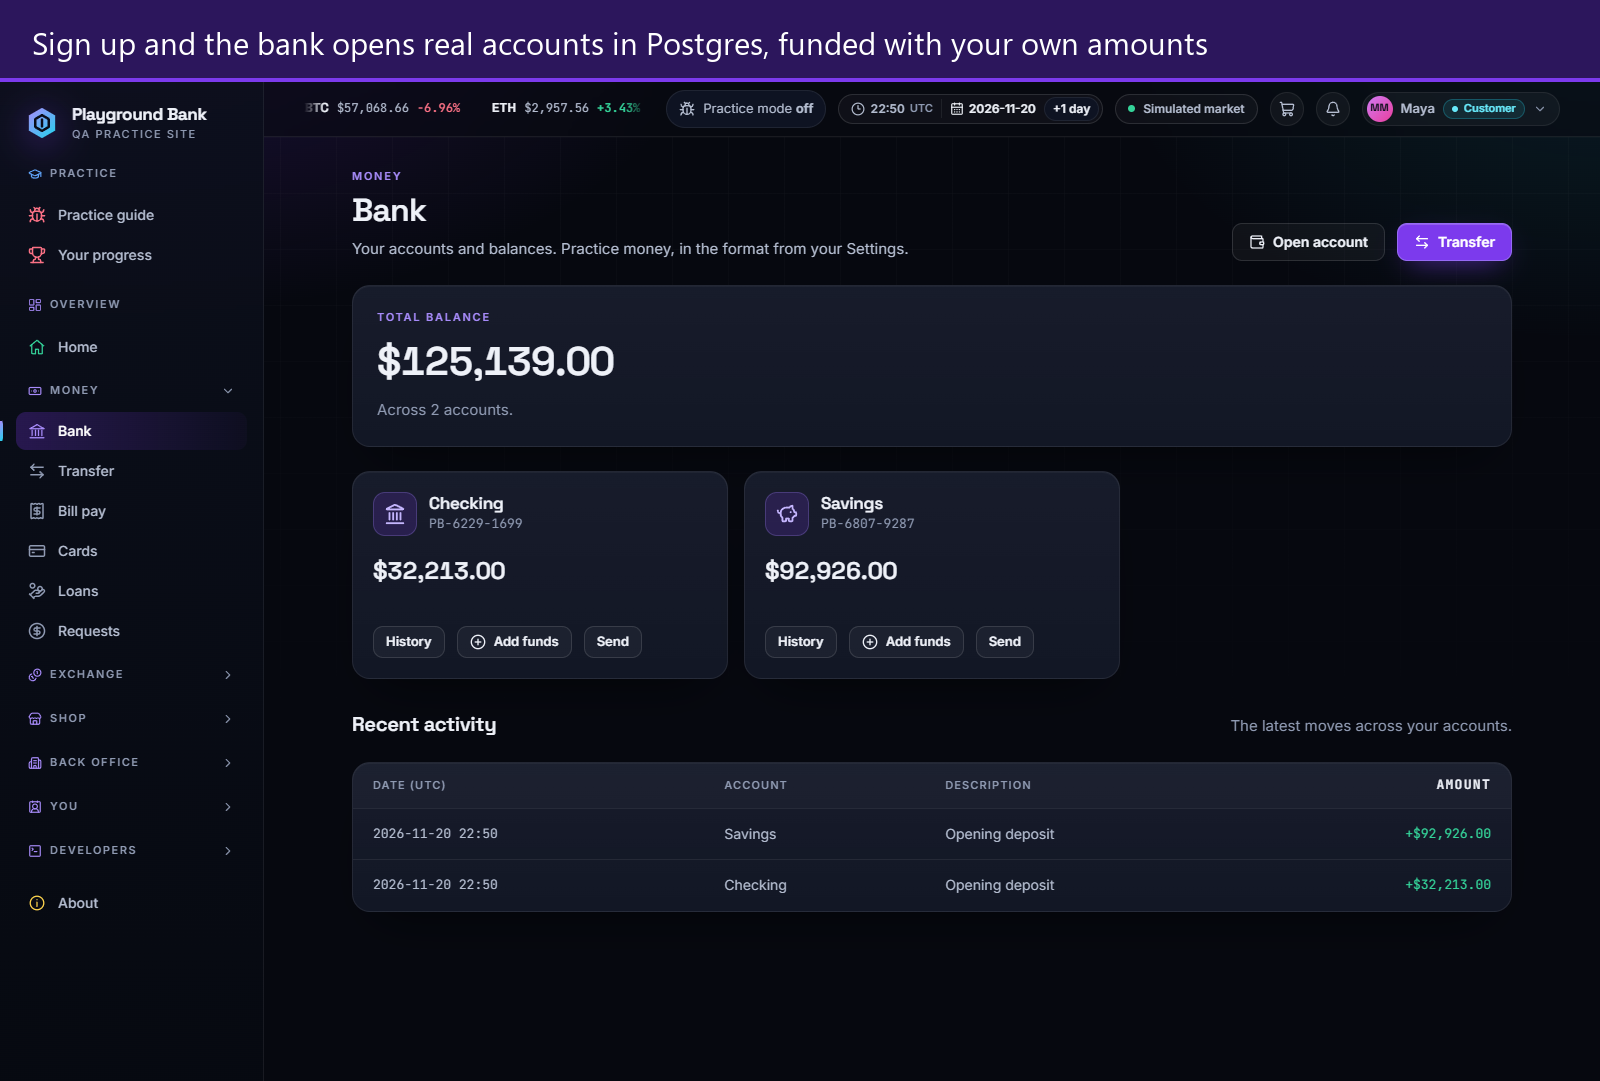 Sign up and the bank opens real accounts in Postgres, funded with your own amounts
Playground Bank
QA PRACTICE SITE
BTC $57,068.66 -6.96% ETH $2,957.56 +3.43%
Practice mode off
22:50 UTC 2026-11-20 +1 day
Simulated market
MM Maya Customer
PRACTICE
Practice guide
Your progress
OVERVIEW
Home
MONEY
Bank
Transfer
Bill pay
Cards
Loans
Requests
EXCHANGE
SHOP
BACK OFFICE
YOU
DEVELOPERS
About
MONEY
Bank
Your accounts and balances. Practice money, in the format from your Settings.
Open account
Transfer
TOTAL BALANCE
$125,139.00
Across 2 accounts.
Checking
PB-6229-1699
$32,213.00
History Add funds Send
Savings
PB-6807-9287
$92,926.00
History Add funds Send
Recent activity
The latest moves across your accounts.
DATE (UTC) ACCOUNT DESCRIPTION AMOUNT
2026-11-20 22:50 Savings Opening deposit +$92,926.00
2026-11-20 22:50 Checking Opening deposit +$32,213.00